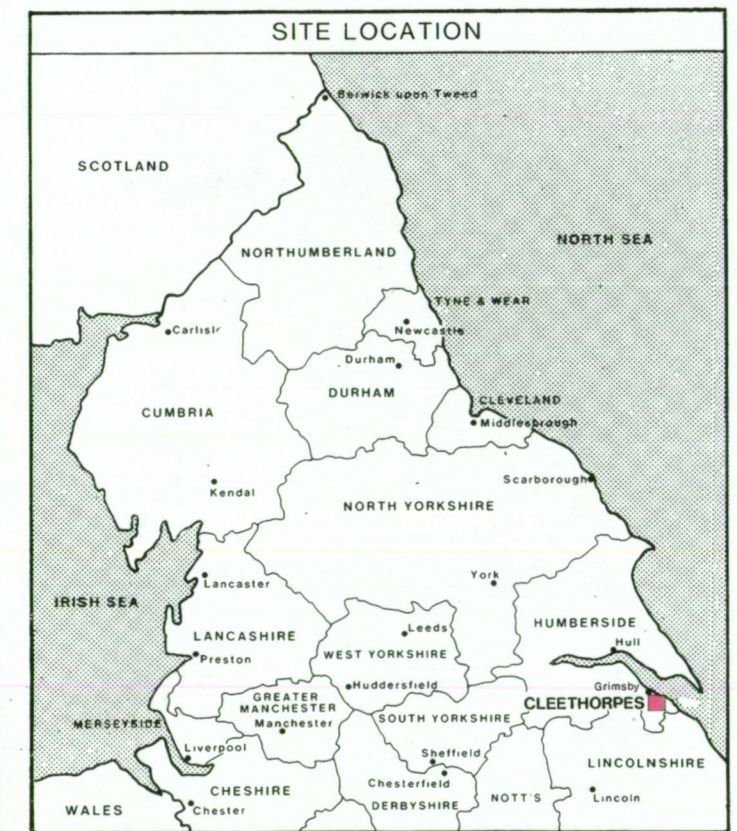 SITE LOCATION
Berwick upon Tweed
SCOTLAND
NORTH SEA
NORTHUMBERLAND
TYNE & WEAR
Carlisle
Newcastle
Durham
DURHAM
CLEVELAND
CUMBRIA
Middlesbrough
Scarborough
Kendal
NORTH YORKSHIRE
York
Lancaster
IRISH SEA
HUMBERSIDE
Leeds
LANCASHIRE
Hull
WEST YORKSHIRE
Preston
Huddersfield
Grimsby
GREATER
MANCHESTER
CLEETHORPES
SOUTH YORKSHIRE
MERSEYSIDE
Manchester
Liverpool
Sheffield
LINCOLNSHIRE
Chesterfield
CHESHIRE
NOTT'S
Lincoln
DERBYSHIRE
WALES
Chester